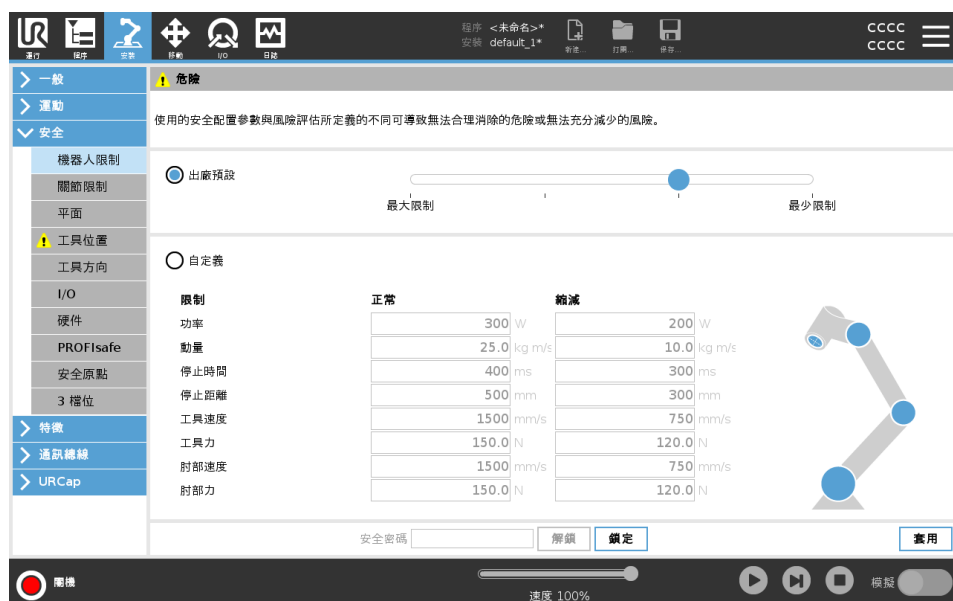 程序 <未命名>*
安裝 default_1*
新建...
打開...
保存...
CCCC
CCCC
運行
程序
安裝
移動
I/O
日誌
一般
運動
安全
機器人限制
關節限制
平面
工具位置
工具方向
I/O
硬件
PROFIsafe
安全原點
3 檔位
特徵
通訊總線
URCap
危險
使用的安全配置參數與風險評估所定義的不同可導致無法合理消除的危險或無法充分減少的風險。
出廠預設
最大限制
最少限制
自定義
限制 正常 縮減
功率 300 W 200 W
動量 25.0 kg m/s 10.0 kg m/s
停止時間 400 ms 300 ms
停止距離 500 mm 300 mm
工具速度 1500 mm/s 750 mm/s
工具力 150.0 N 120.0 N
肘部速度 1500 mm/s 750 mm/s
肘部力 150.0 N 120.0 N
安全密碼 解鎖 鎖定 套用
關機
速度 100%
模擬